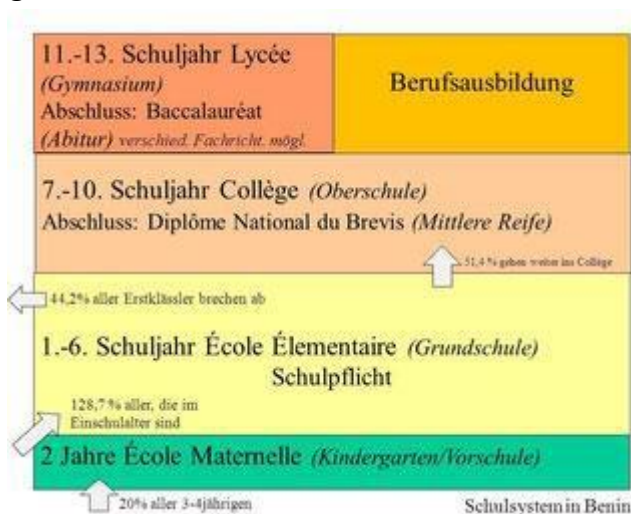 11.-13. Schuljahr Lycée
(Gymnasium)
Abschluss: Baccalauréat
(Abitur) verschied. Fachricht. mögl.
Berufsausbildung
7.-10. Schuljahr Collège (Oberschule)
Abschluss: Diplôme National du Brevis (Mittlere Reife)
51,4 % gehen weiter ins Collège
44,2% aller Erstklässler brechen ab
1.-6. Schuljahr École Élementaire (Grundschule)
Schulpflicht
128,7 % aller, die im
Einschulalter sind
2 Jahre École Maternelle (Kindergarten/Vorschule)
20% aller 3-4jährigen
Schulsystem in Benin